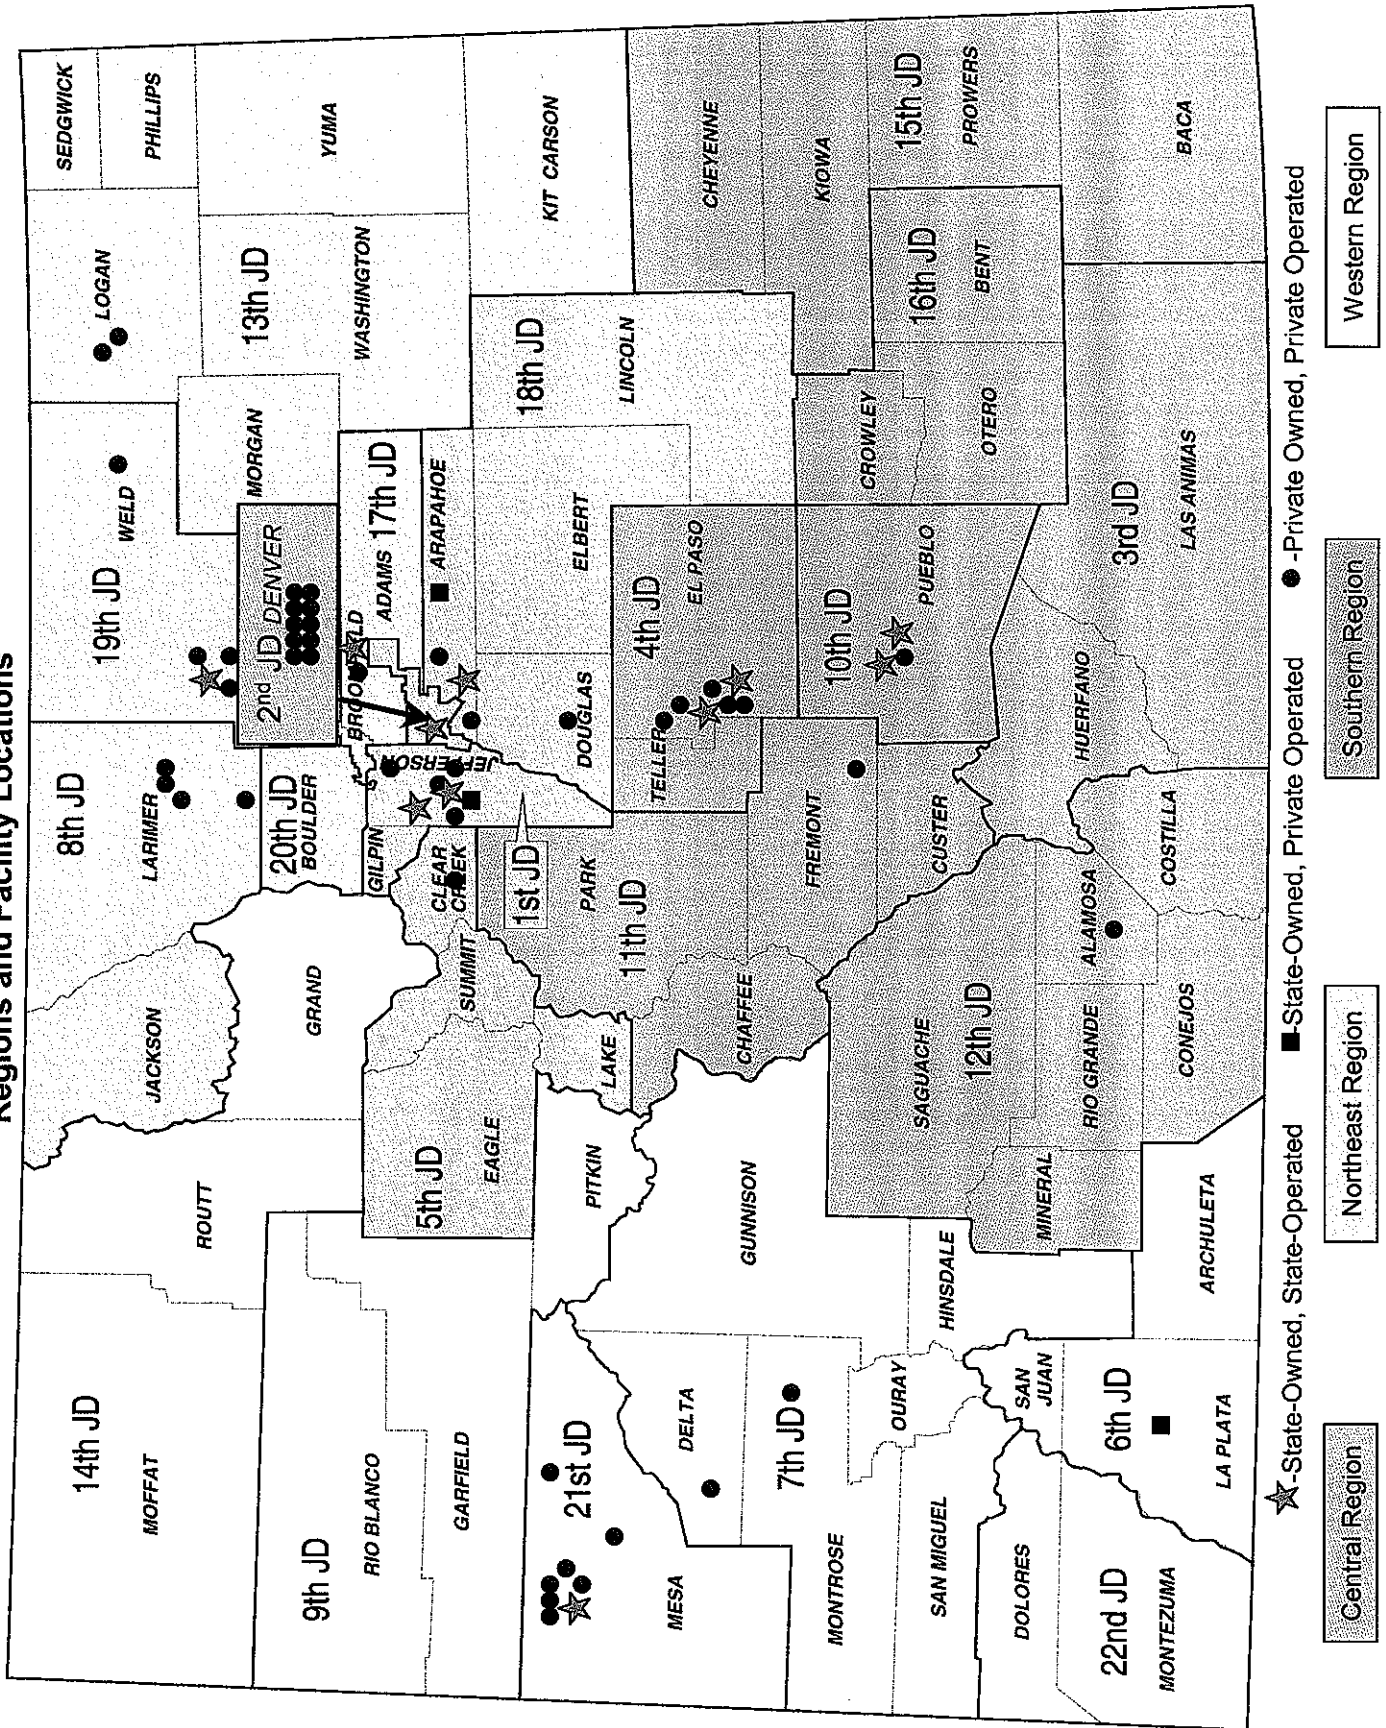 Regions and Facility Locations
SEDGWICK
PHILLIPS
YUMA
KIT CARSON
CHEYENNE
KIOWA
15th JD
PROWERS
BACA
LOGAN
13th JD
WASHINGTON
MORGAN
18th JD
LINCOLN
16th JD
BENT
CROWLEY
OTERO
3rd JD
LAS ANIMAS
19th JD
WELD
2nd JD DENVER
17th JD
ADAMS
ARAPAHOE
ELBERT
DOUGLAS
4th JD
EL PASO
TELLER
10th JD
PUEBLO
HUERFANO
8th JD
LARIMER
20th JD
BOULDER
GILPIN
JEFFERSON
CLEAR
CREEK
1st JD
PARK
11th JD
FREMONT
CUSTER
COSTILLA
JACKSON
GRAND
SUMMIT
LAKE
CHAFFEE
SAGUACHE
12th JD
ALAMOSA
RIO GRANDE
CONEJOS
MINERAL
5th JD
EAGLE
PITKIN
GUNNISON
HINSDALE
ARCHULETA
ROUTT
14th JD
MOFFAT
9th JD
RIO BLANCO
GARFIELD
21st JD
MESA
DELTA
7th JD
MONTROSE
OURAY
SAN MIGUEL
SAN
JUAN
DOLORES
6th JD
LA PLATA
22nd JD
MONTEZUMA
-State-Owned, State-Operated
-State-Owned, Private Operated
-Private Owned, Private Operated
Central Region
Northeast Region
Southern Region
Western Region